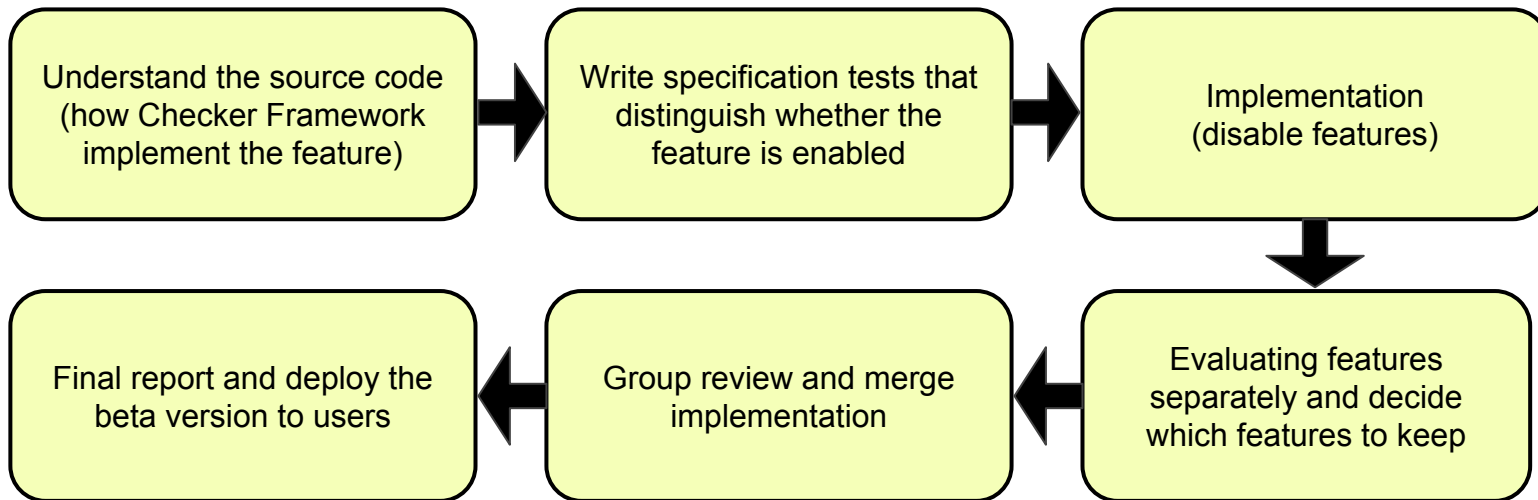 Understand the source code
(how Checker Framework
implement the feature)
Write specification tests that
distinguish whether the
feature is enabled
Implementation
(disable features)
Evaluating features
separately and decide
which features to keep
Group review and merge
implementation
Final report and deploy the
beta version to users